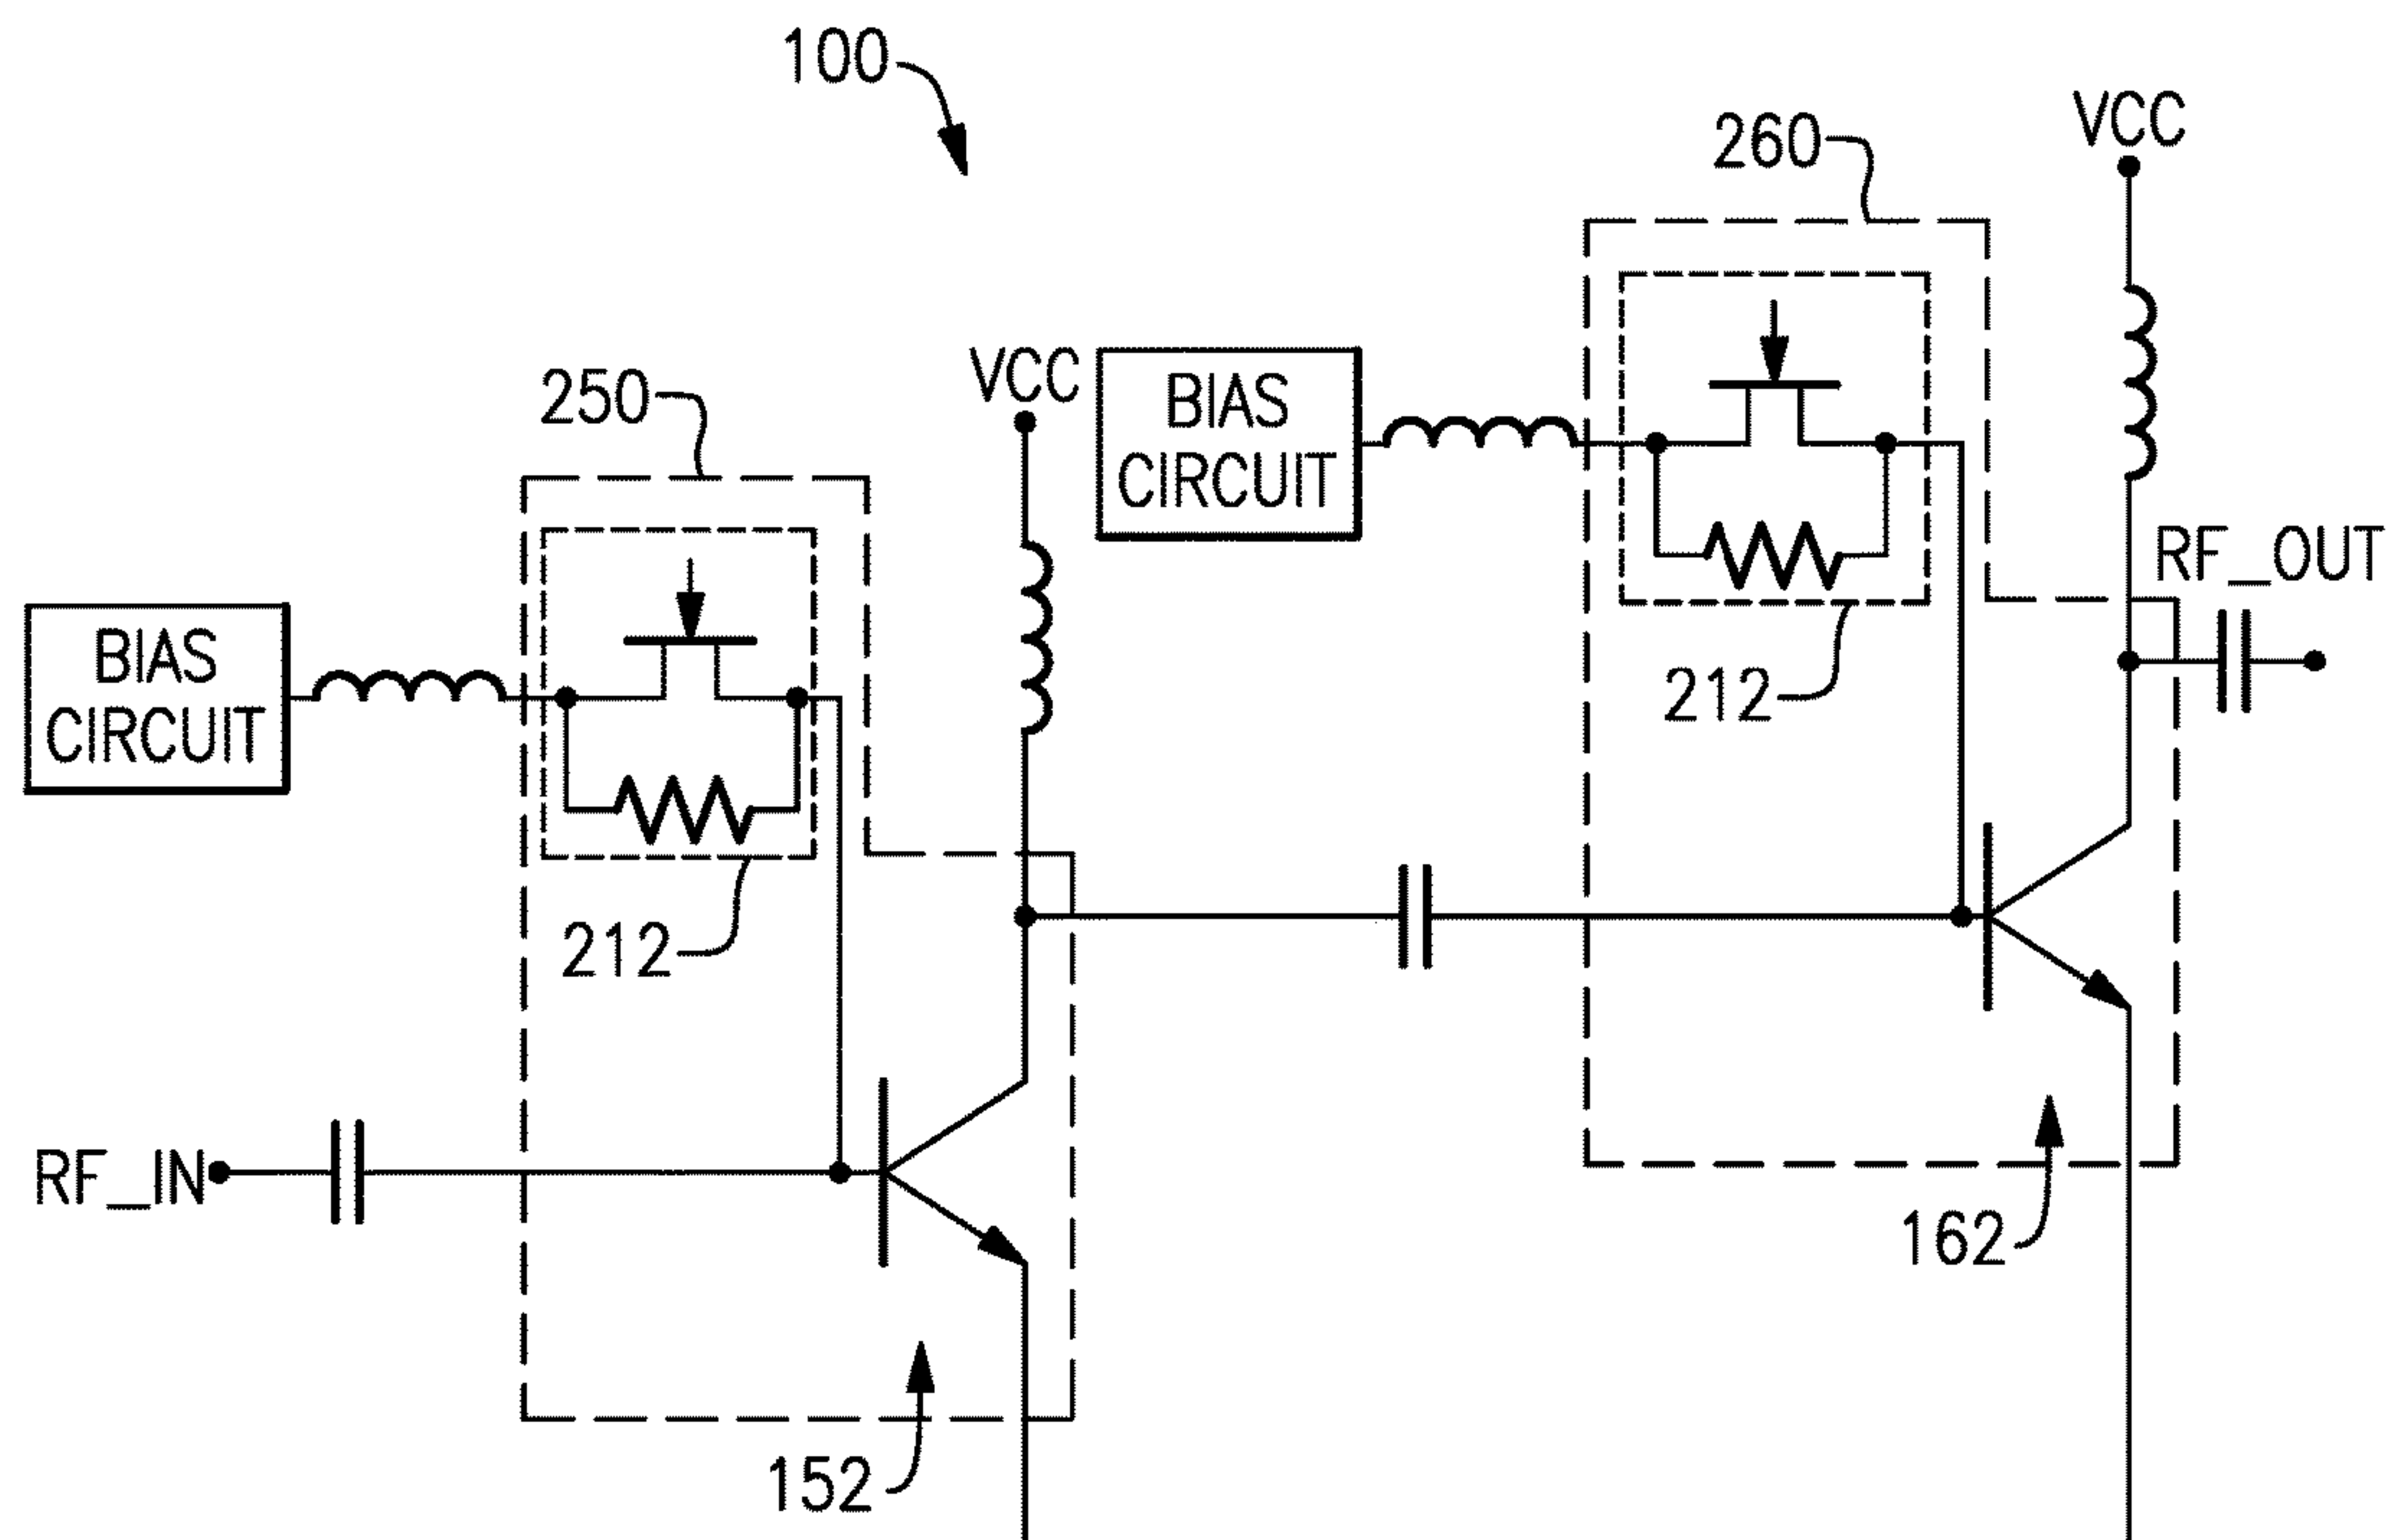 100
260
VCC
250
VCC
BIAS
CIRCUIT
RF_OUT
BIAS
CIRCUIT
212
212
RF_IN
162
152